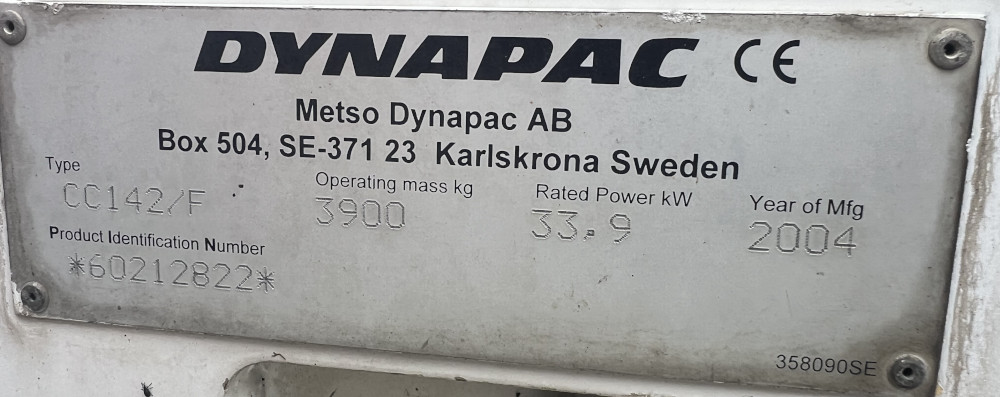 DYNAPAC CE
Metso Dynapac AB
Box 504, SE-371 23 Karlskrona Sweden
Type Operating mass kg Rated Power kW Year of Mfg
CC142/F 3900 33.9 2004
Product Identification Number
*60212822*
358090SE